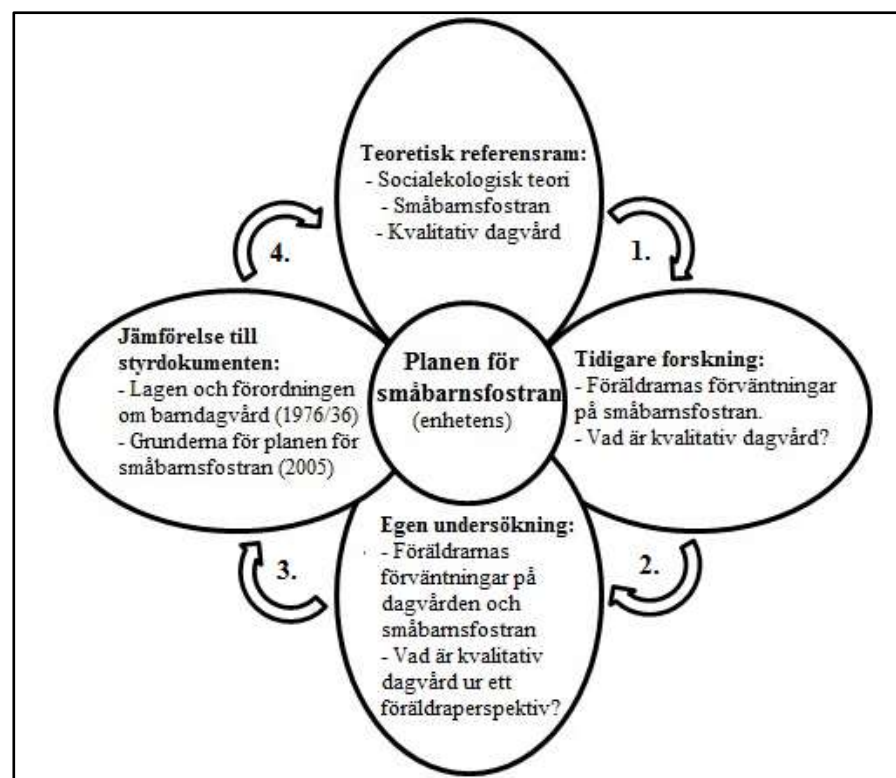 Teoretisk referensram:
- Socialekologisk teori
- Småbarnsfostran
- Kvalitativ dagvård
1.
Tidigare forskning:
- Föräldrarnas förväntningar
på småbarnsfostran.
- Vad är kvalitativ dagvård?
2.
Egen undersökning:
- Föräldrarnas
förväntningar på
dagvården och
småbarnsfostran
- Vad är kvalitativ
dagvård ur ett
föräldraperspektiv?
3.
Jämförelse till
styrdokumenten:
- Lagen och förordningen
om barndagvård (1976/36)
- Grunderna för planen för
småbarnsfostran (2005)
4.
Planen för
småbarnsfostran
(enhetens)